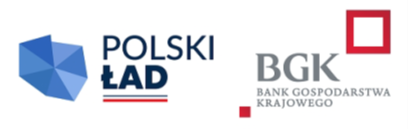 POLSKI
ŁAD
BGK
BANK GOSPODARSTWA
KRAJOWEGO